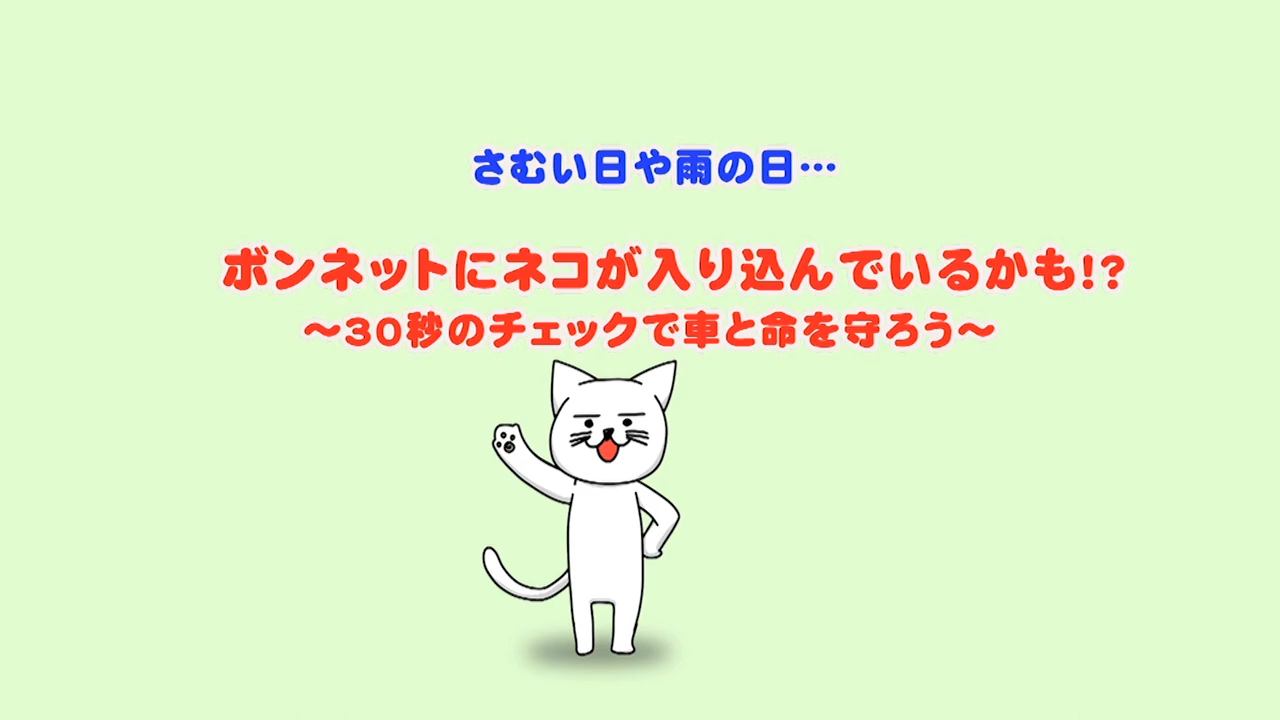 さむい日や雨の日…
ボンネットにネコが入り込んでいるかも!?
～30秒のチェックで車と命を守ろう～